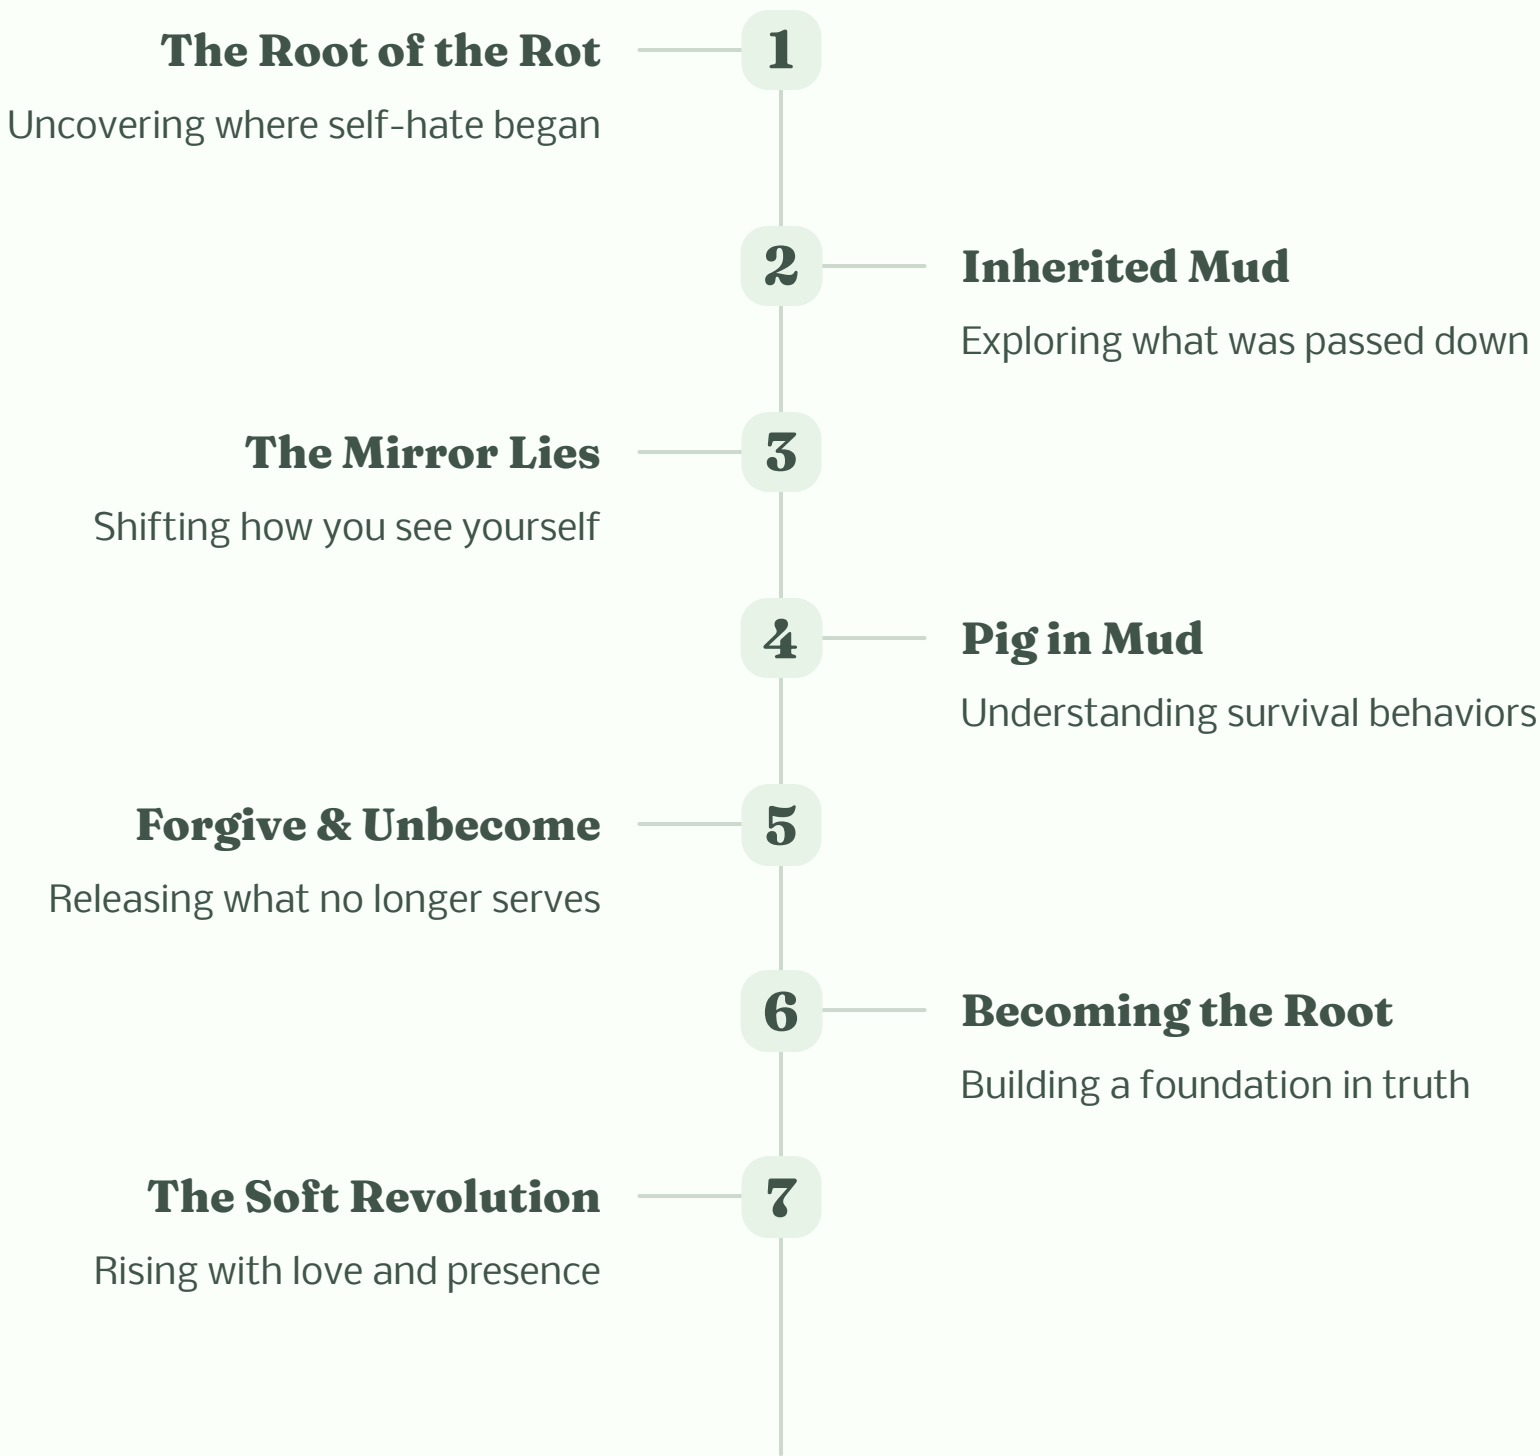 The Root of the Rot
1
Uncovering where self-hate began
2
Inherited Mud
Exploring what was passed down
The Mirror Lies
3
Shifting how you see yourself
4
Pig in Mud
Understanding survival behaviors
Forgive & Unbecome
5
Releasing what no longer serves
6
Becoming the Root
Building a foundation in truth
The Soft Revolution
7
Rising with love and presence